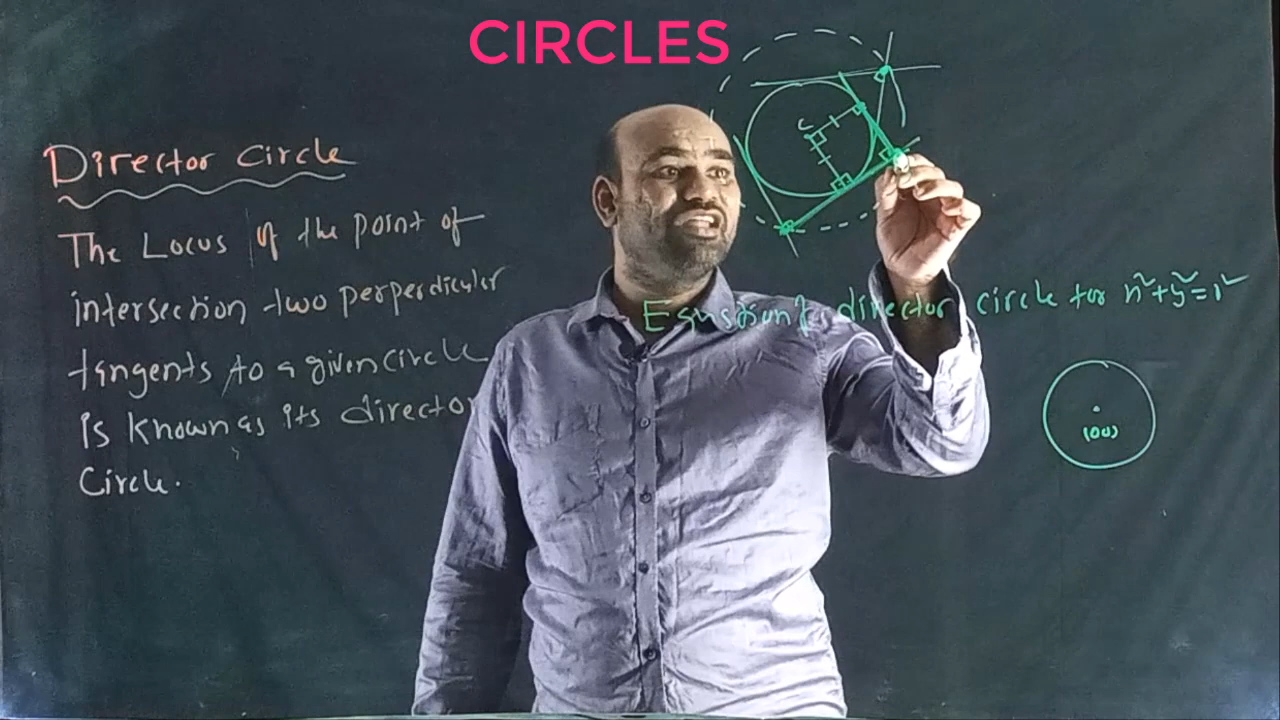 CIRCLES
Director Circle
The Locus of the point of
intersection two perperdicular
tangents to a given circle
is known as its director
Circle.
C
Equation of director circle for x²+y²=r²
(0,0)